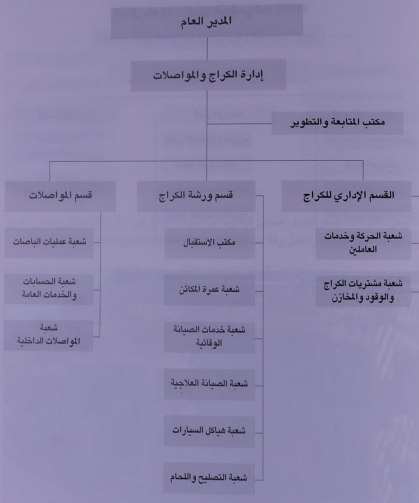 المدير العام
إدارة الكراج والمواصلات
مكتب المتابعة والتطوير
القسم الإداري للكراج
شعبة الحركة وخدمات
العاملين
شعبة مشتريات الكراج
والوقود والمخازن
قسم ورشة الكراج
مكتب الاستقبال
شعبة عمرة المكائن
شعبة خدمات الصيانة
الوقائية
شعبة الصيانة العلاجية
شعبة هياكل السيارات
شعبة التصليح واللحام
قسم المواصلات
شعبة عمليات الباصات
شعبة الحسابات
والخدمات العامة
شعبة
المواصلات الداخلية